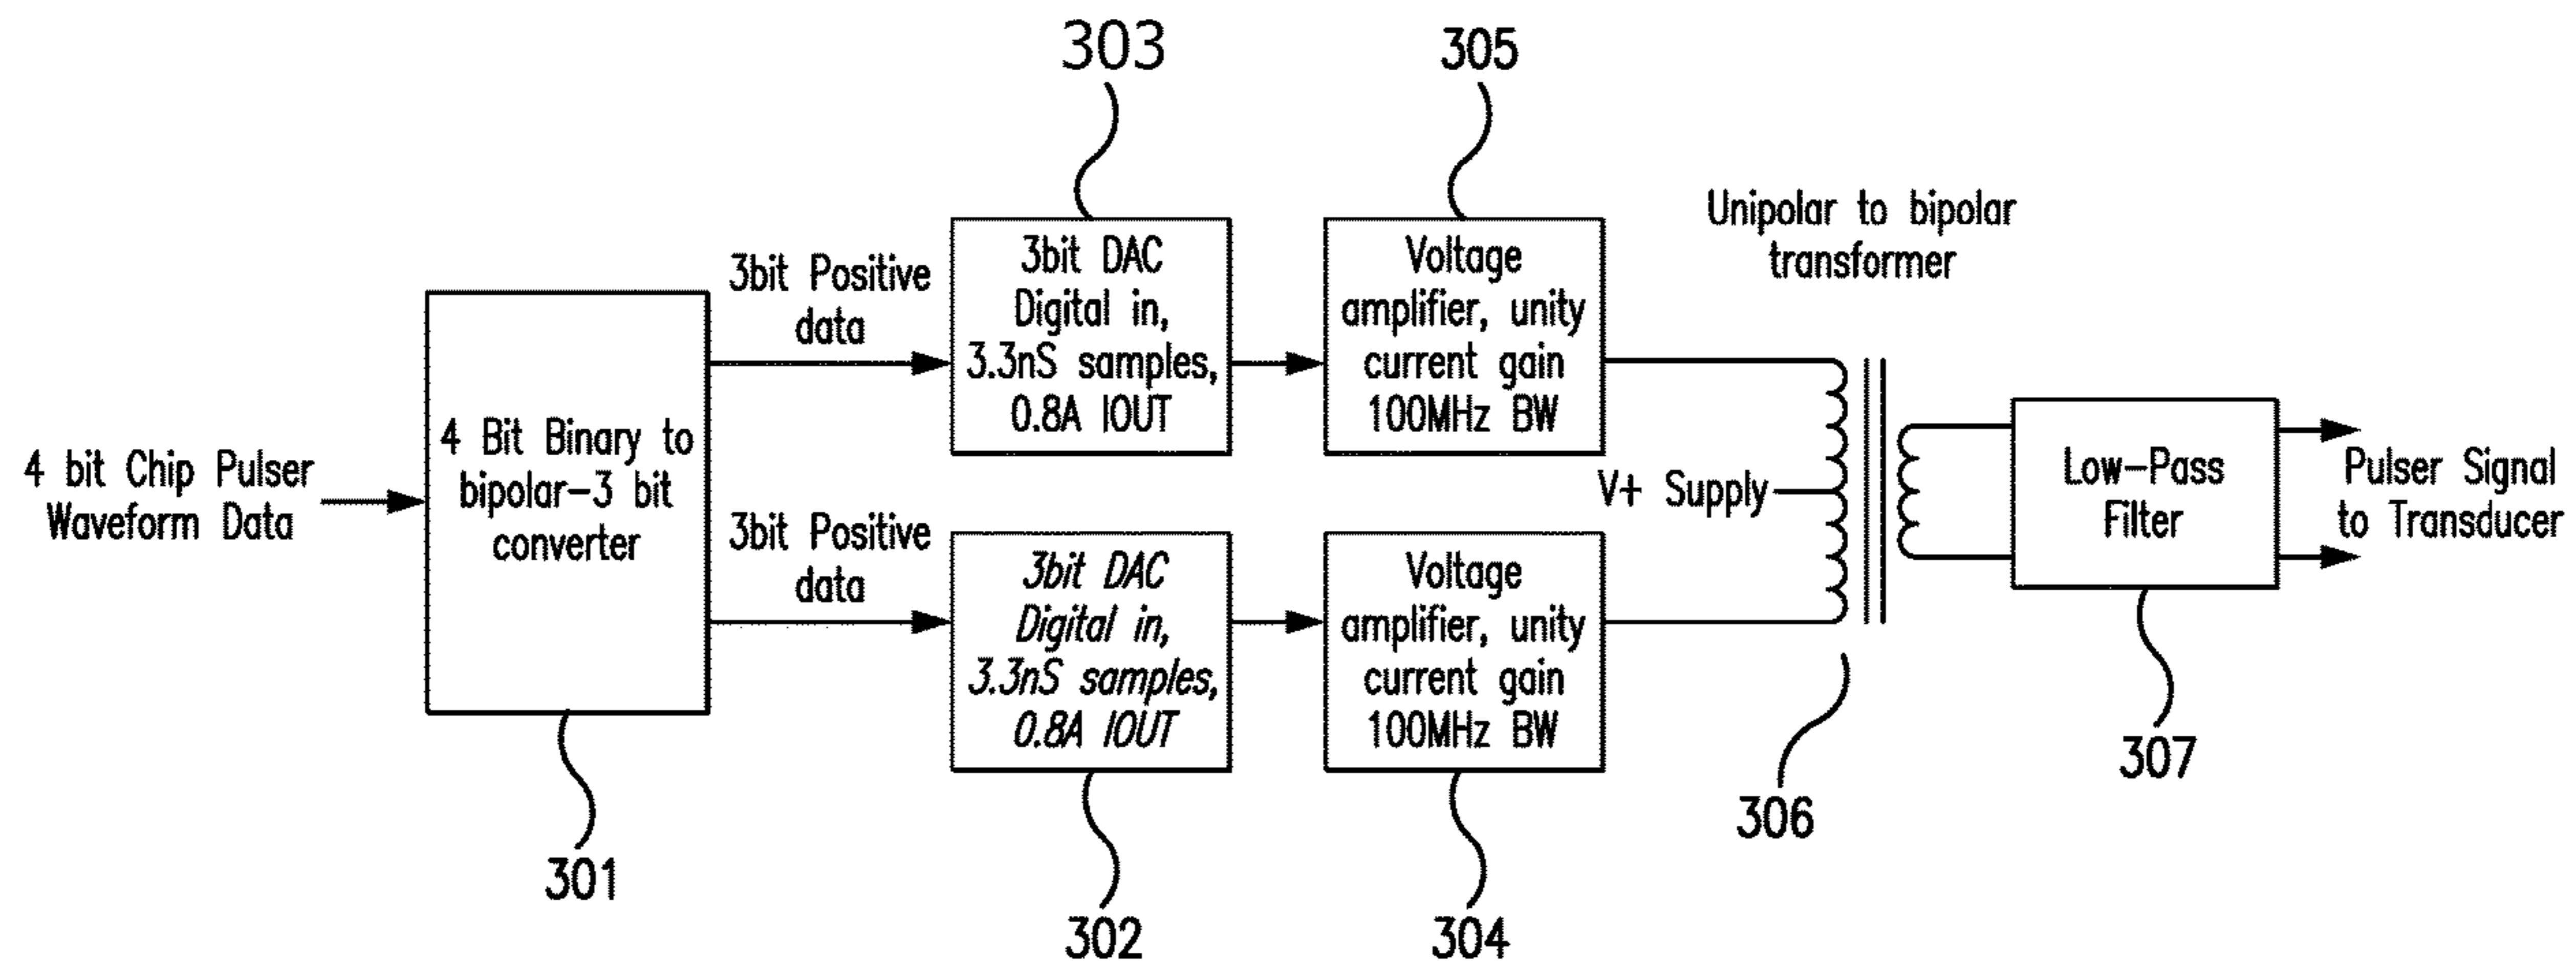 303
305
Unipolar to bipolar
transformer
3bit Positive
data
3bit DAC
Digital in,
3.3nS samples,
0.8A IOUT
Voltage
amplifier, unity
current gain
100MHz BW
4 bit Chip Pulser
Waveform Data
4 Bit Binary to
bipolar-3 bit
converter
V+ Supply
Low-Pass
Filter
Pulser Signal
to Transducer
3bit Positive
data
3bit DAC
Digital in,
3.3nS samples,
0.8A IOUT
Voltage
amplifier, unity
current gain
100MHz BW
306
307
301
302
304